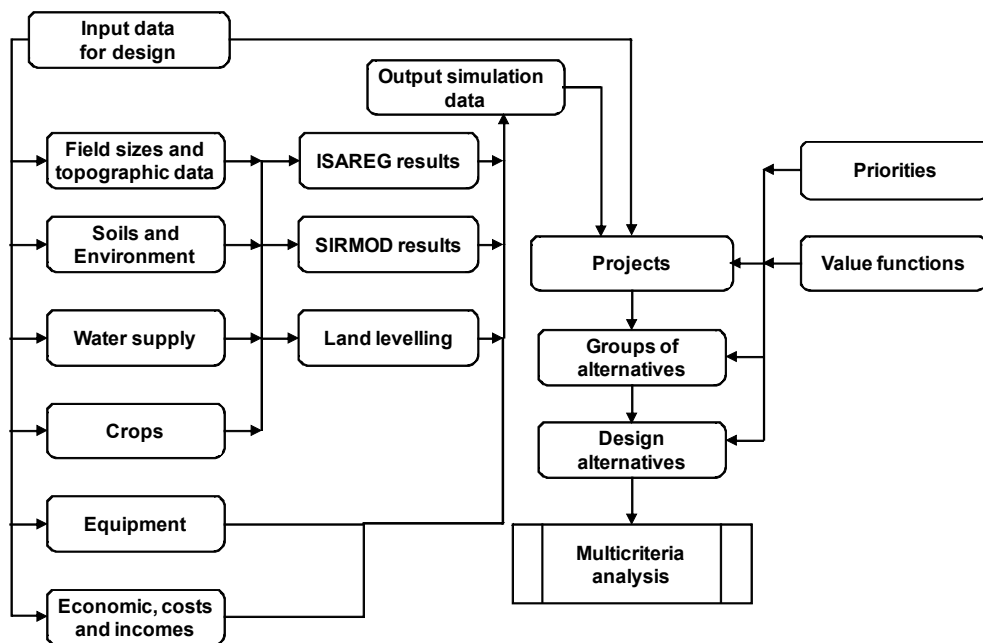 Input data
for design
Output simulation
data
Field sizes and
topographic data
ISAREG results
Priorities
Soils and
Environment
SIRMOD results
Projects
Value functions
Water supply
Land levelling
Groups of
alternatives
Crops
Design
alternatives
Equipment
Multicriteria
analysis
Economic, costs
and incomes